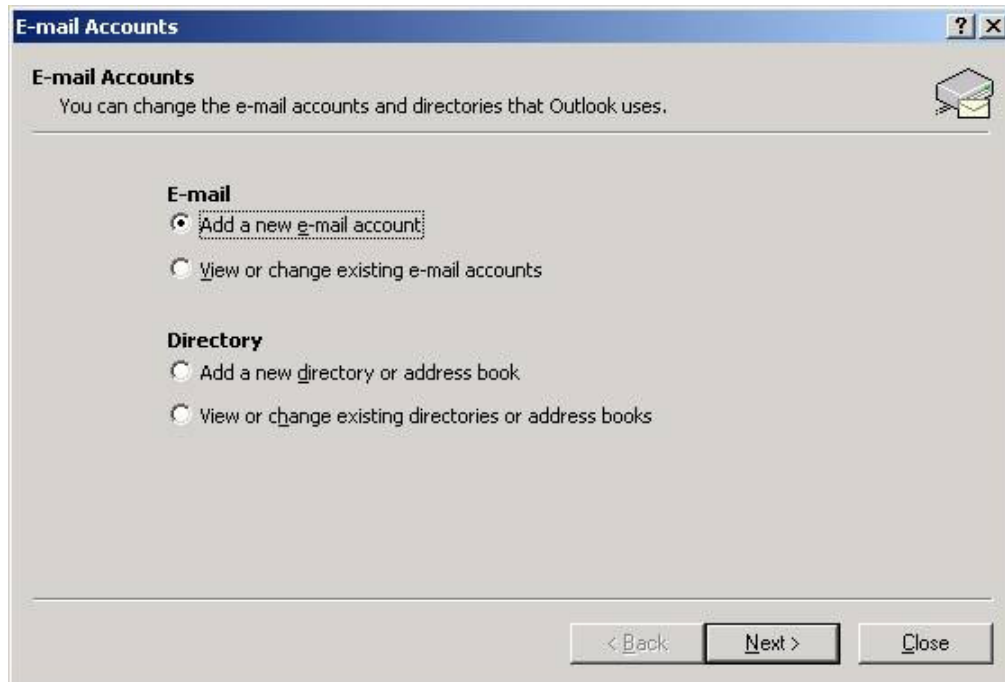 E-mail Accounts
E-mail Accounts
You can change the e-mail accounts and directories that Outlook uses.
E-mail
Add a new e-mail account
View or change existing e-mail accounts
Directory
Add a new directory or address book
View or change existing directories or address books
< Back Next > Close